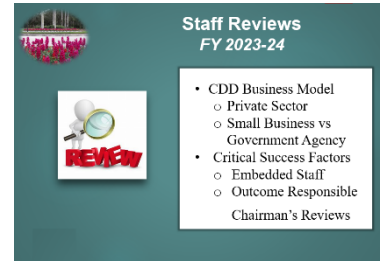 Staff Reviews
FY 2023-24
REVIEW
• CDD Business Model
o Private Sector
o Small Business vs
Government Agency
• Critical Success Factors
o Embedded Staff
o Outcome Responsible
Chairman's Reviews